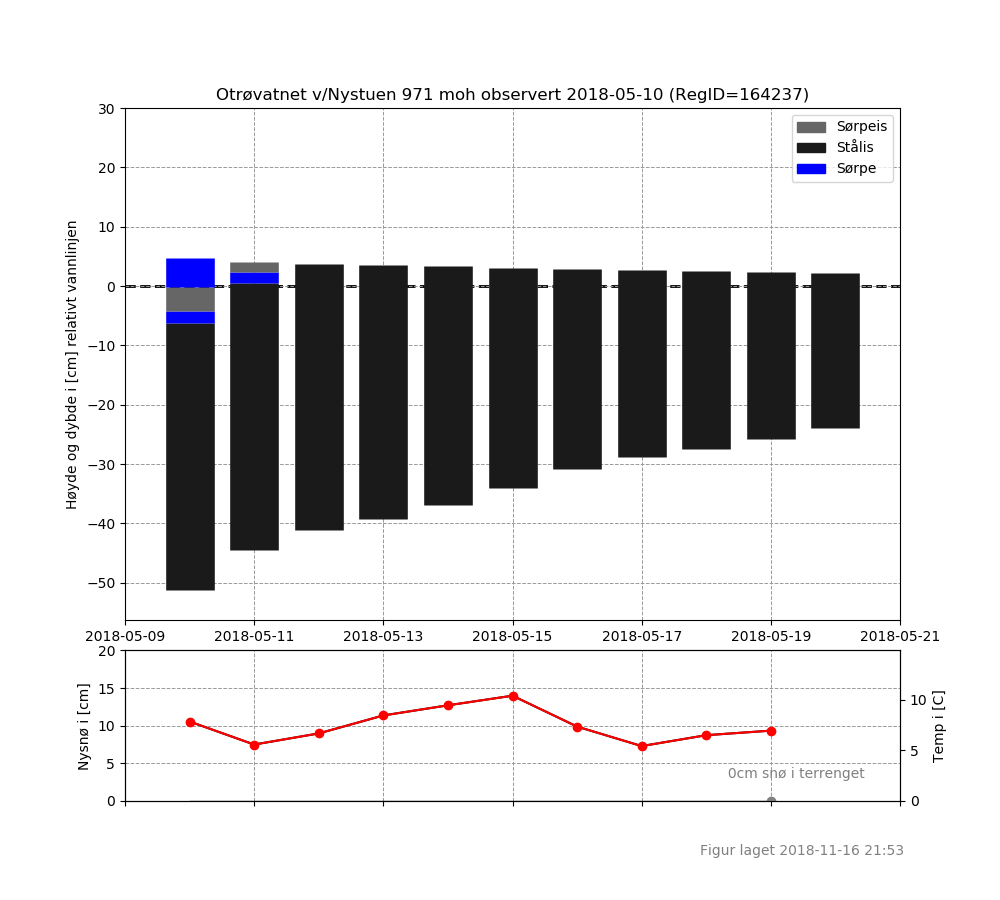 Otrøvatnet v/Nystuen 971 moh observert 2018-05-10 (RegID=164237)
Høyde og dybde i [cm] relativt vannlinjen
30
20
10
0
−10
−20
−30
−40
−50
Sørpeis
Stålis
Sørpe
2018-05-09 2018-05-11 2018-05-13 2018-05-15 2018-05-17 2018-05-19 2018-05-21
Nysnø i [cm]
20
15
10
5
0
10
5
0
Temp i [C]
0cm snø i terrenget
Figur laget 2018-11-16 21:53